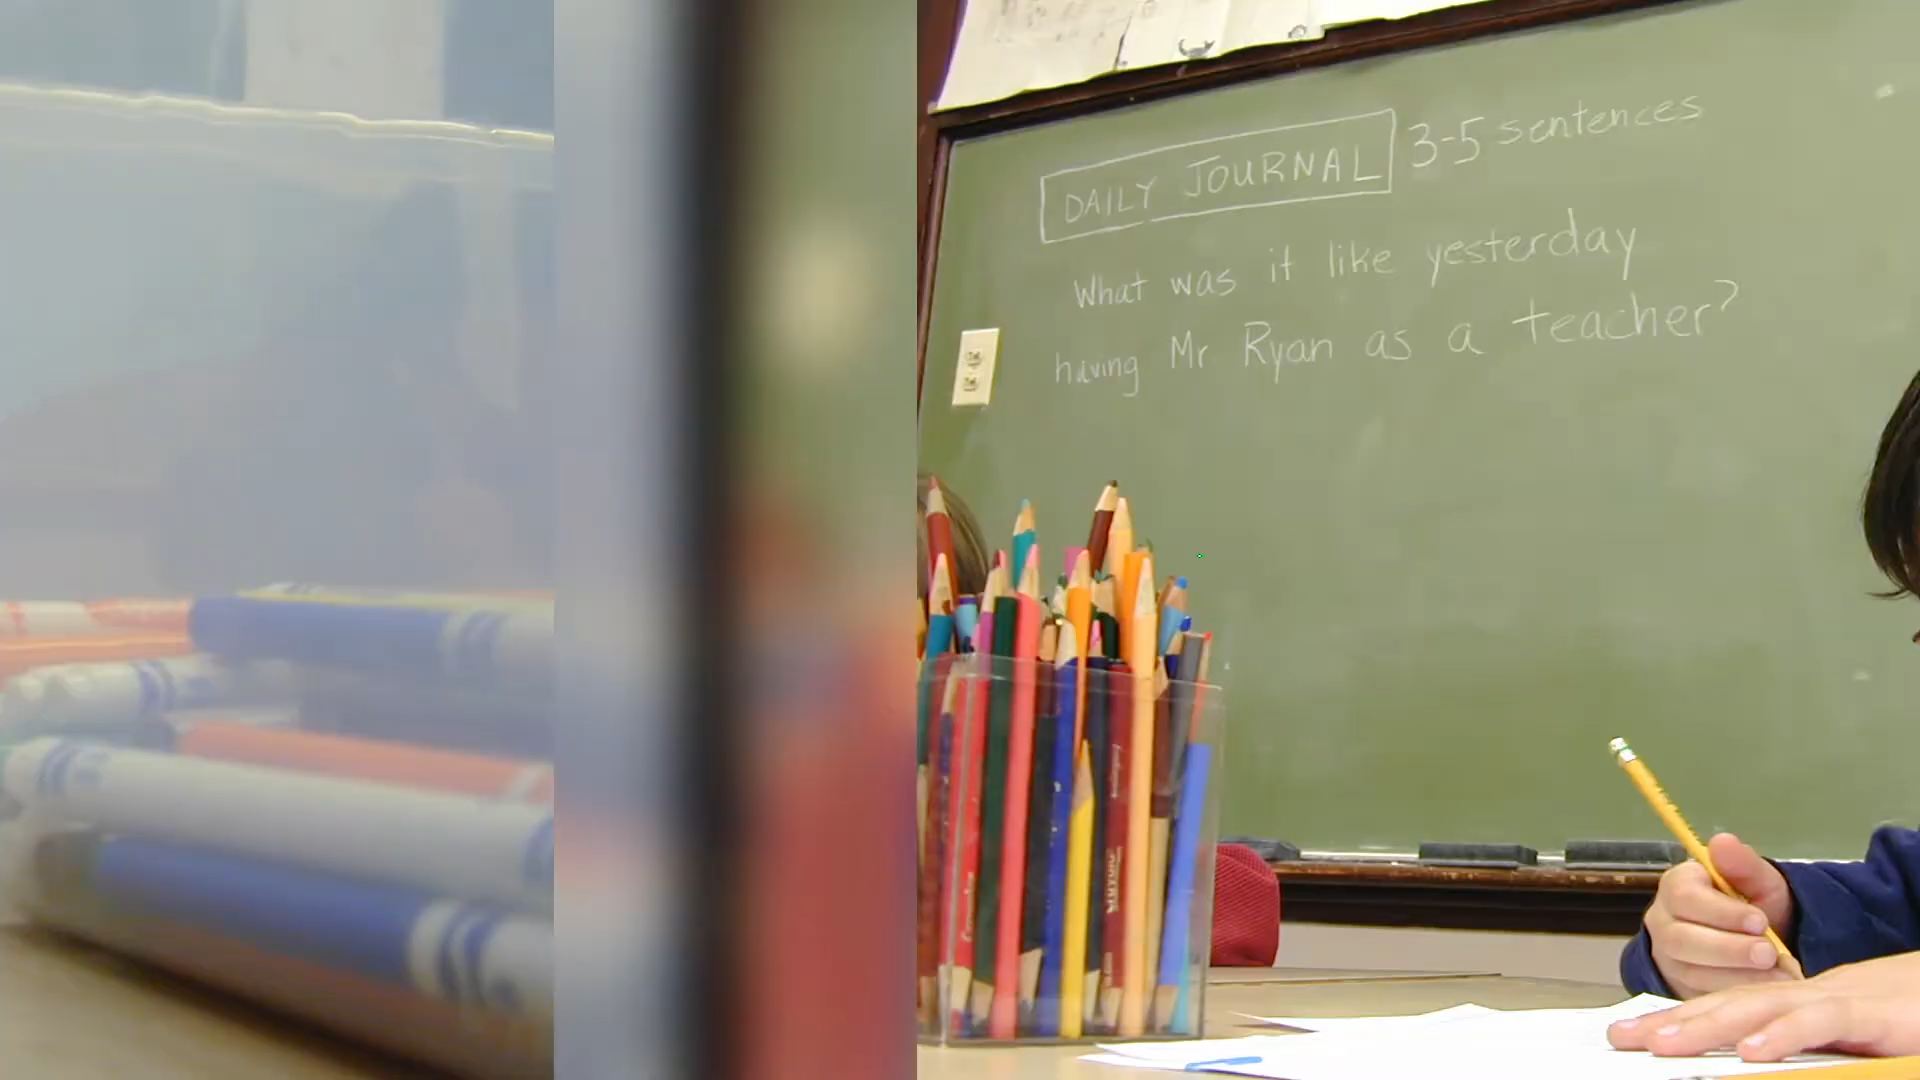 DAILY JOURNAL 3-5 sentences
What was it like yesterday
having Mr Ryan as a teacher?